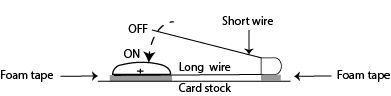 Short wire
OFF
ON
+
Foam tape
Long wire
Foam tape
Card stock